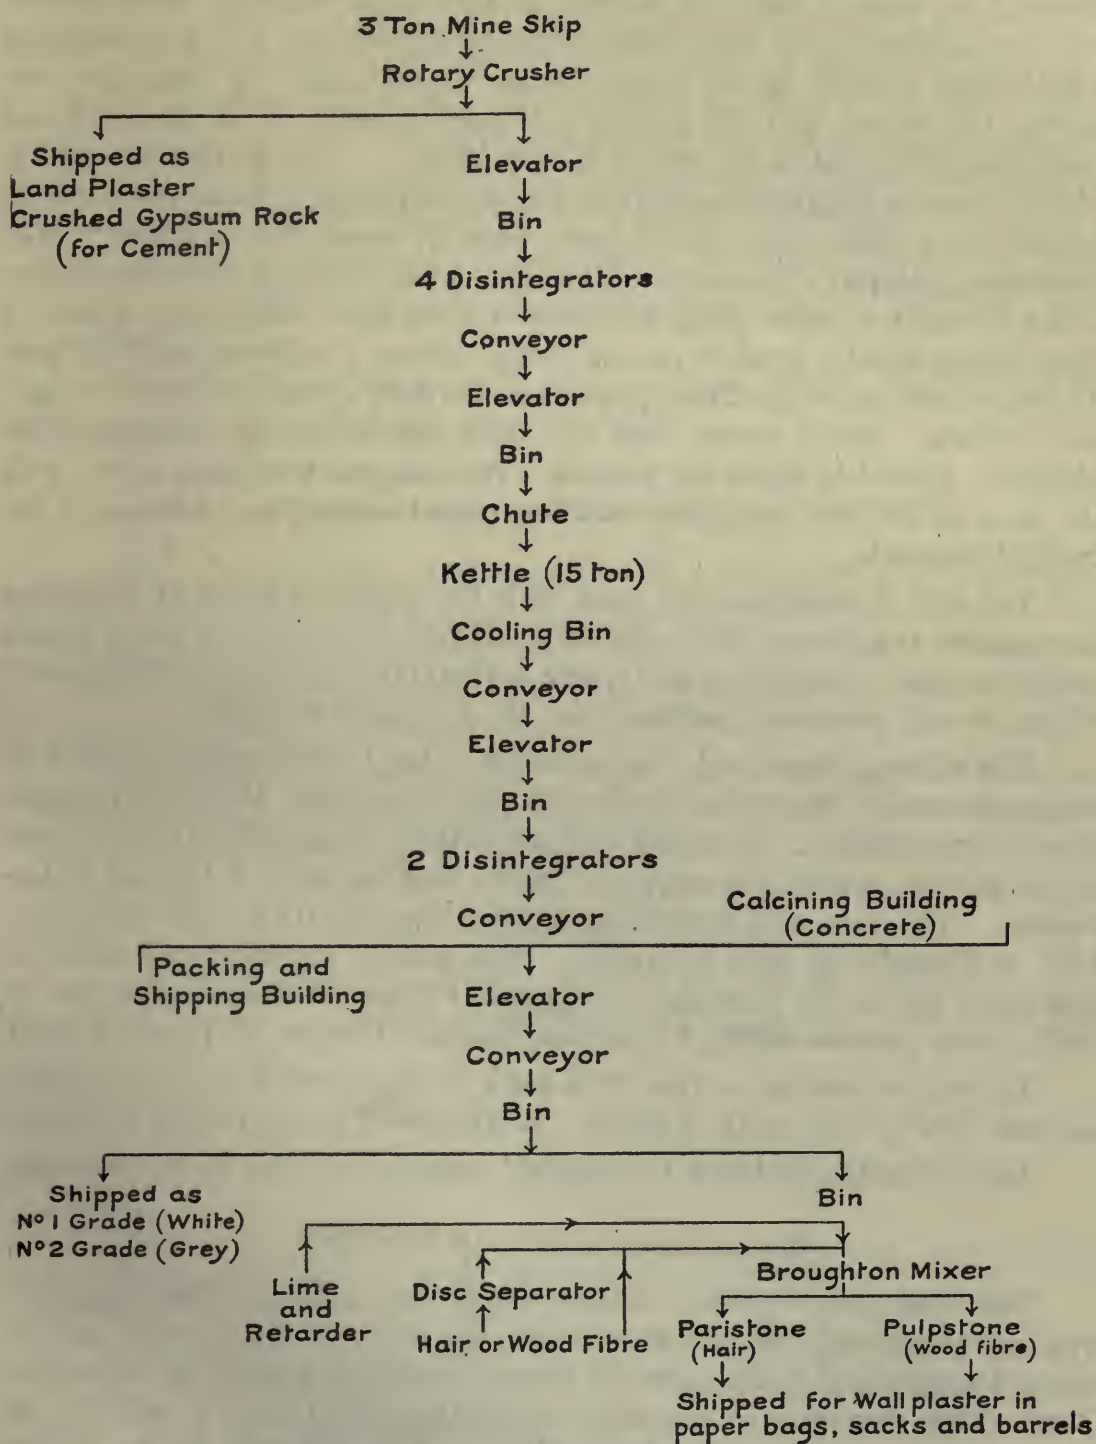 3 Ton Mine Skip
Rotary Crusher
Shipped as
Land Plaster
Crushed Gypsum Rock
(for Cement)
Elevator
Bin
4 Disintegrators
Conveyor
Elevator
Bin
Chute
Kettle (15 ton)
Cooling Bin
Conveyor
Elevator
Bin
2 Disintegrators
Conveyor
Calcining Building
(Concrete)
Packing and
Shipping Building
Elevator
Conveyor
Bin
Shipped as
Nº 1 Grade (White)
Nº 2 Grade (Grey)
Bin
Lime
and
Retarder
Disc Separator
Hair or Wood Fibre
Broughton Mixer
Paristone
(Hair)
Pulpstone
(Wood fibre)
Shipped for Wall plaster in
paper bags, sacks and barrels